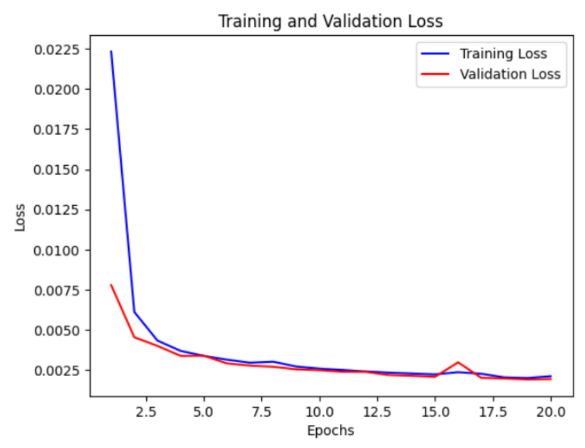 Training and Validation Loss
Training Loss
Validation Loss
0.0225
0.0200
0.0175
0.0150
0.0125
0.0100
0.0075
0.0050
0.0025
Loss
2.5 5.0 7.5 10.0 12.5 15.0 17.5 20.0
Epochs